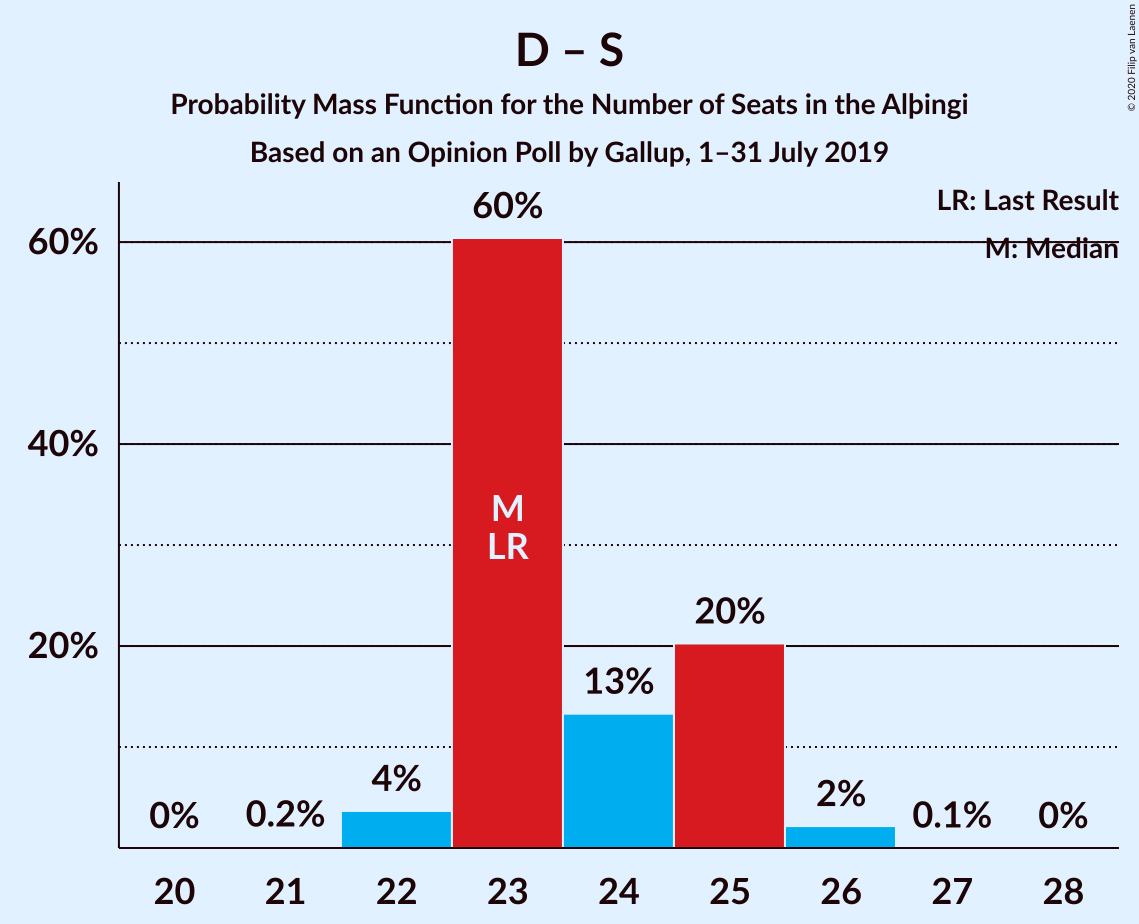 D – S
Probability Mass Function for the Number of Seats in the Alþingi
Based on an Opinion Poll by Gallup, 1–31 July 2019
© 2020 Filip van Laenen
LR: Last Result
M: Median
60%
40%
20%
0%
0.2%
4%
60%
M
LR
13%
20%
2%
0.1%
0%
20
21
22
23
24
25
26
27
28